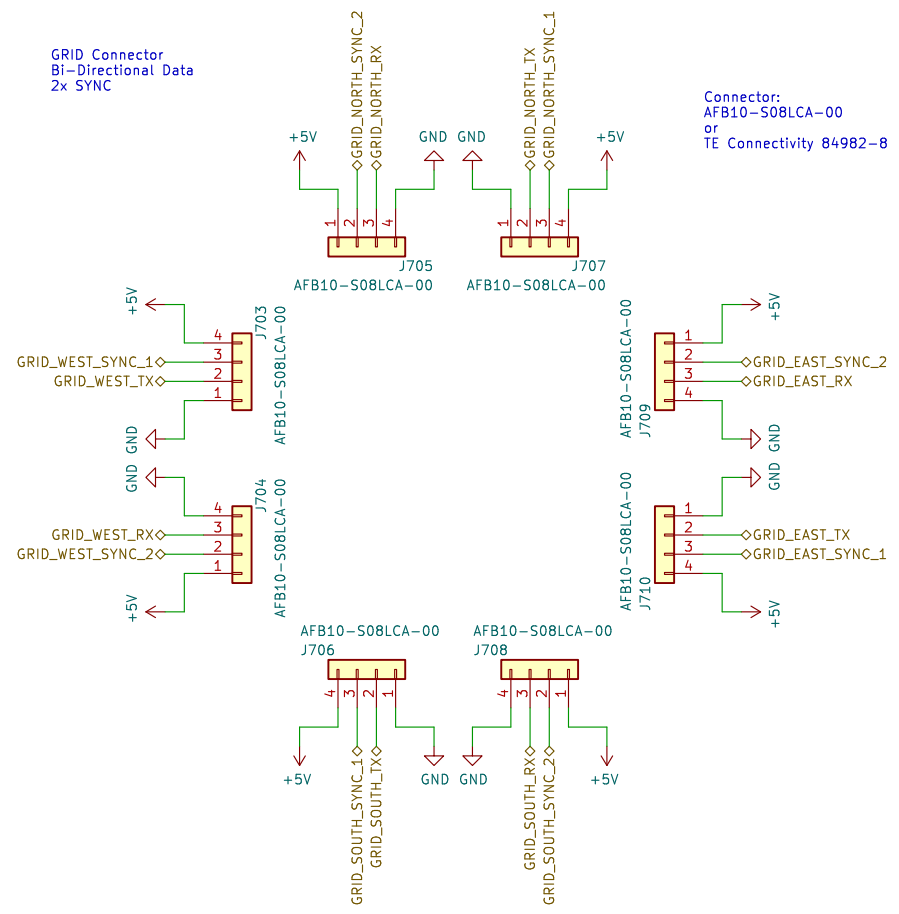 GRID Connector
Bi-Directional Data
2x SYNC
Connector:
AFB10-S08LCA-00
or
TE Connectivity 84982-8
GRID_NORTH_SYNC_2
GRID_NORTH_RX
+5V
GND
1
2
3
4
J705
AFB10-S08LCA-00
GRID_NORTH_TX
GRID_NORTH_SYNC_1
GND
+5V
1
2
3
4
J707
AFB10-S08LCA-00
+5V
GRID_WEST_SYNC_1
GRID_WEST_TX
GND
4
3
2
1
J703
AFB10-S08LCA-00
1
2
3
4
AFB10-S08LCA-00
J709
+5V
GRID_EAST_SYNC_2
GRID_EAST_RX
GND
GND
GRID_WEST_RX
GRID_WEST_SYNC_2
+5V
4
3
2
1
J704
AFB10-S08LCA-00
1
2
3
4
AFB10-S08LCA-00
J710
GND
GRID_EAST_TX
GRID_EAST_SYNC_1
+5V
AFB10-S08LCA-00
J706
4
3
2
1
+5V
GRID_SOUTH_SYNC_1
GRID_SOUTH_TX
GND
AFB10-S08LCA-00
J708
4
3
2
1
GND
GRID_SOUTH_RX
GRID_SOUTH_SYNC_2
+5V